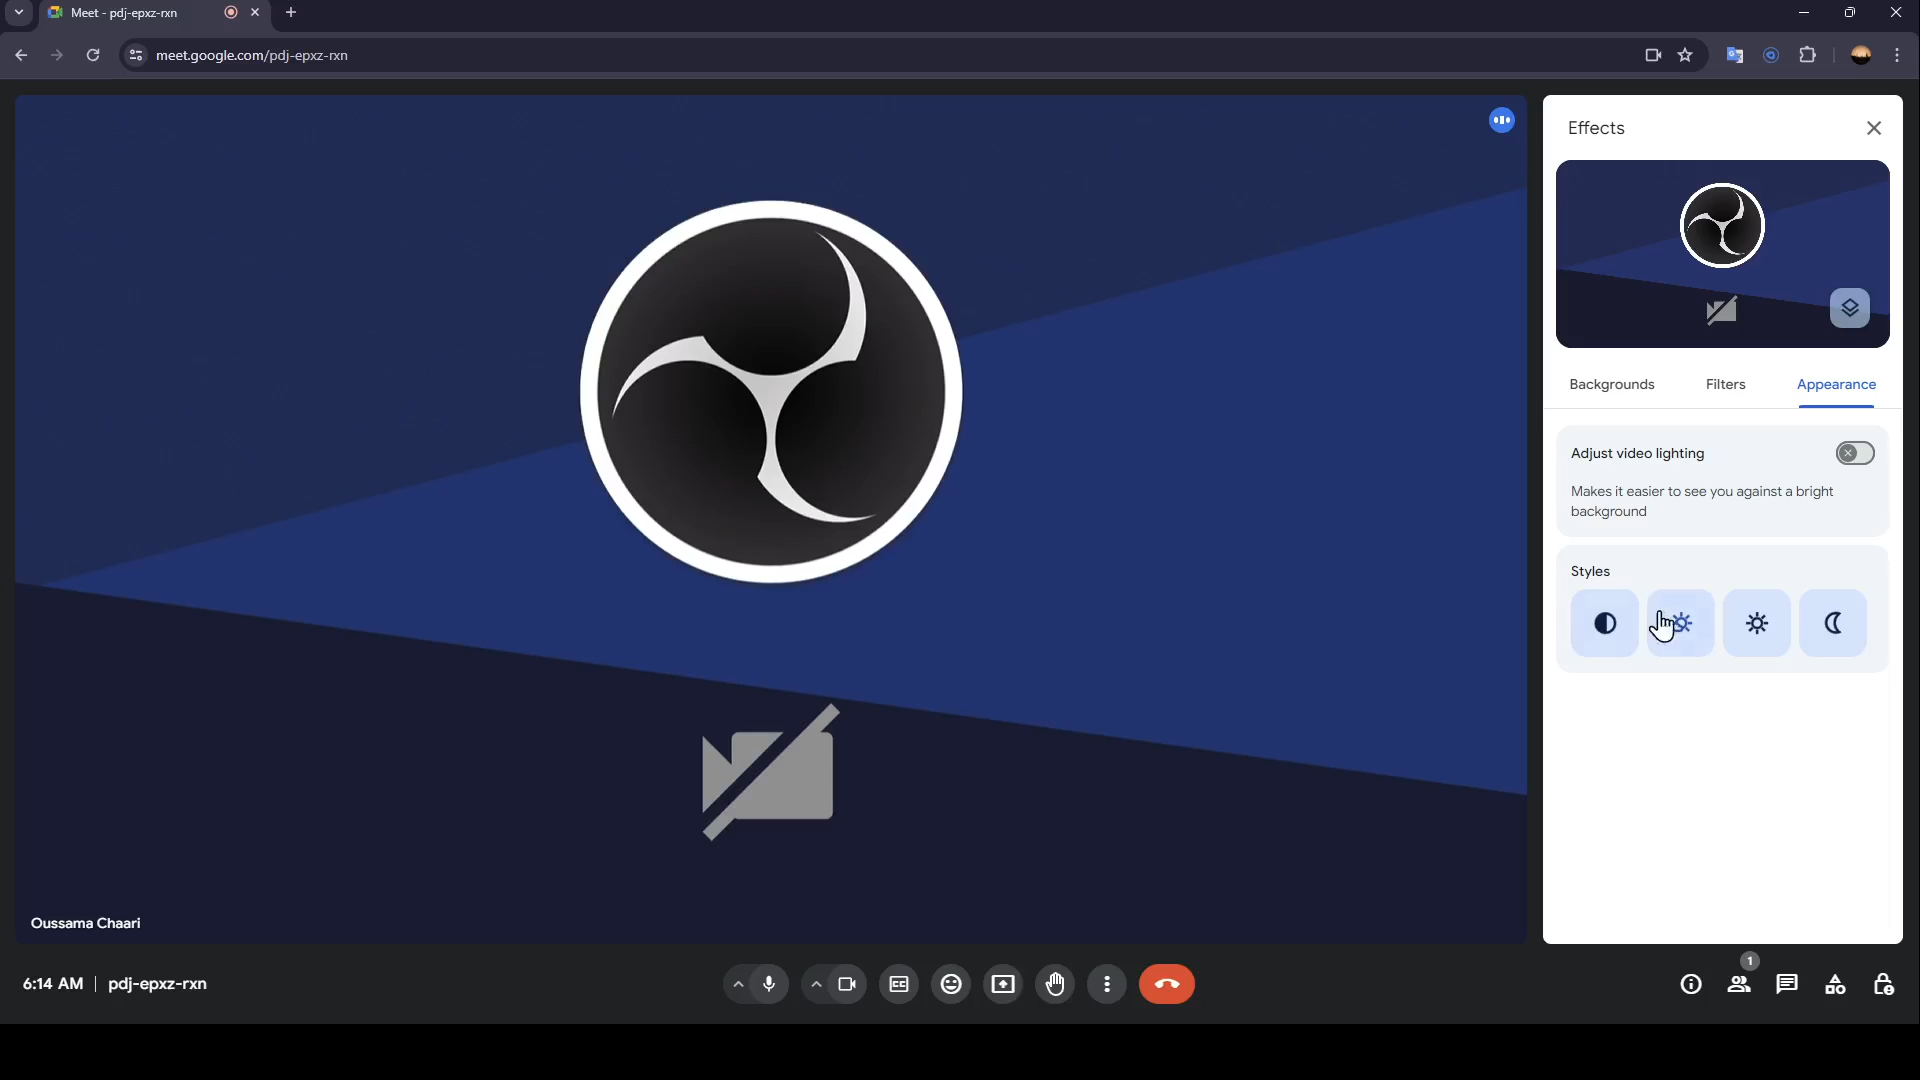 Meet - pdj-epxz-rxn
meet.google.com/pdj-epxz-rxn
Effects
Backgrounds Filters Appearance
Adjust video lighting
Makes it easier to see you against a bright
background
Styles
Oussama Chaari
6:14 AM | pdj-epxz-rxn
CC
1